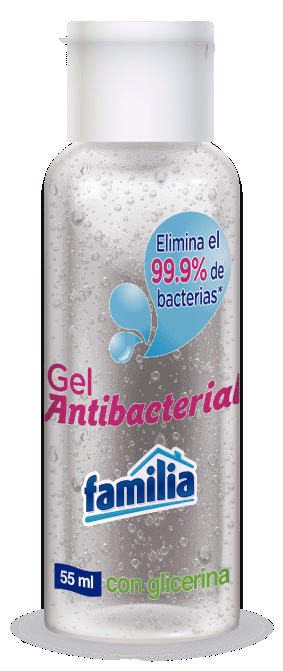 Elimina el
99.9% de
bacterias*
Gel
Antibacterial
familia
55 ml con glicerina